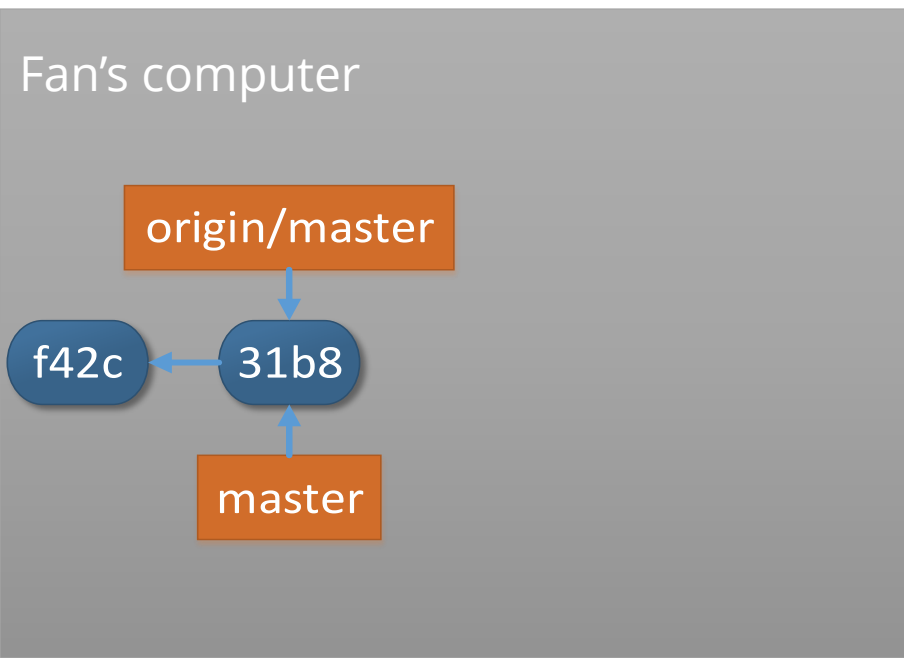 Fan’s computer
origin/master
f42c
31b8
master